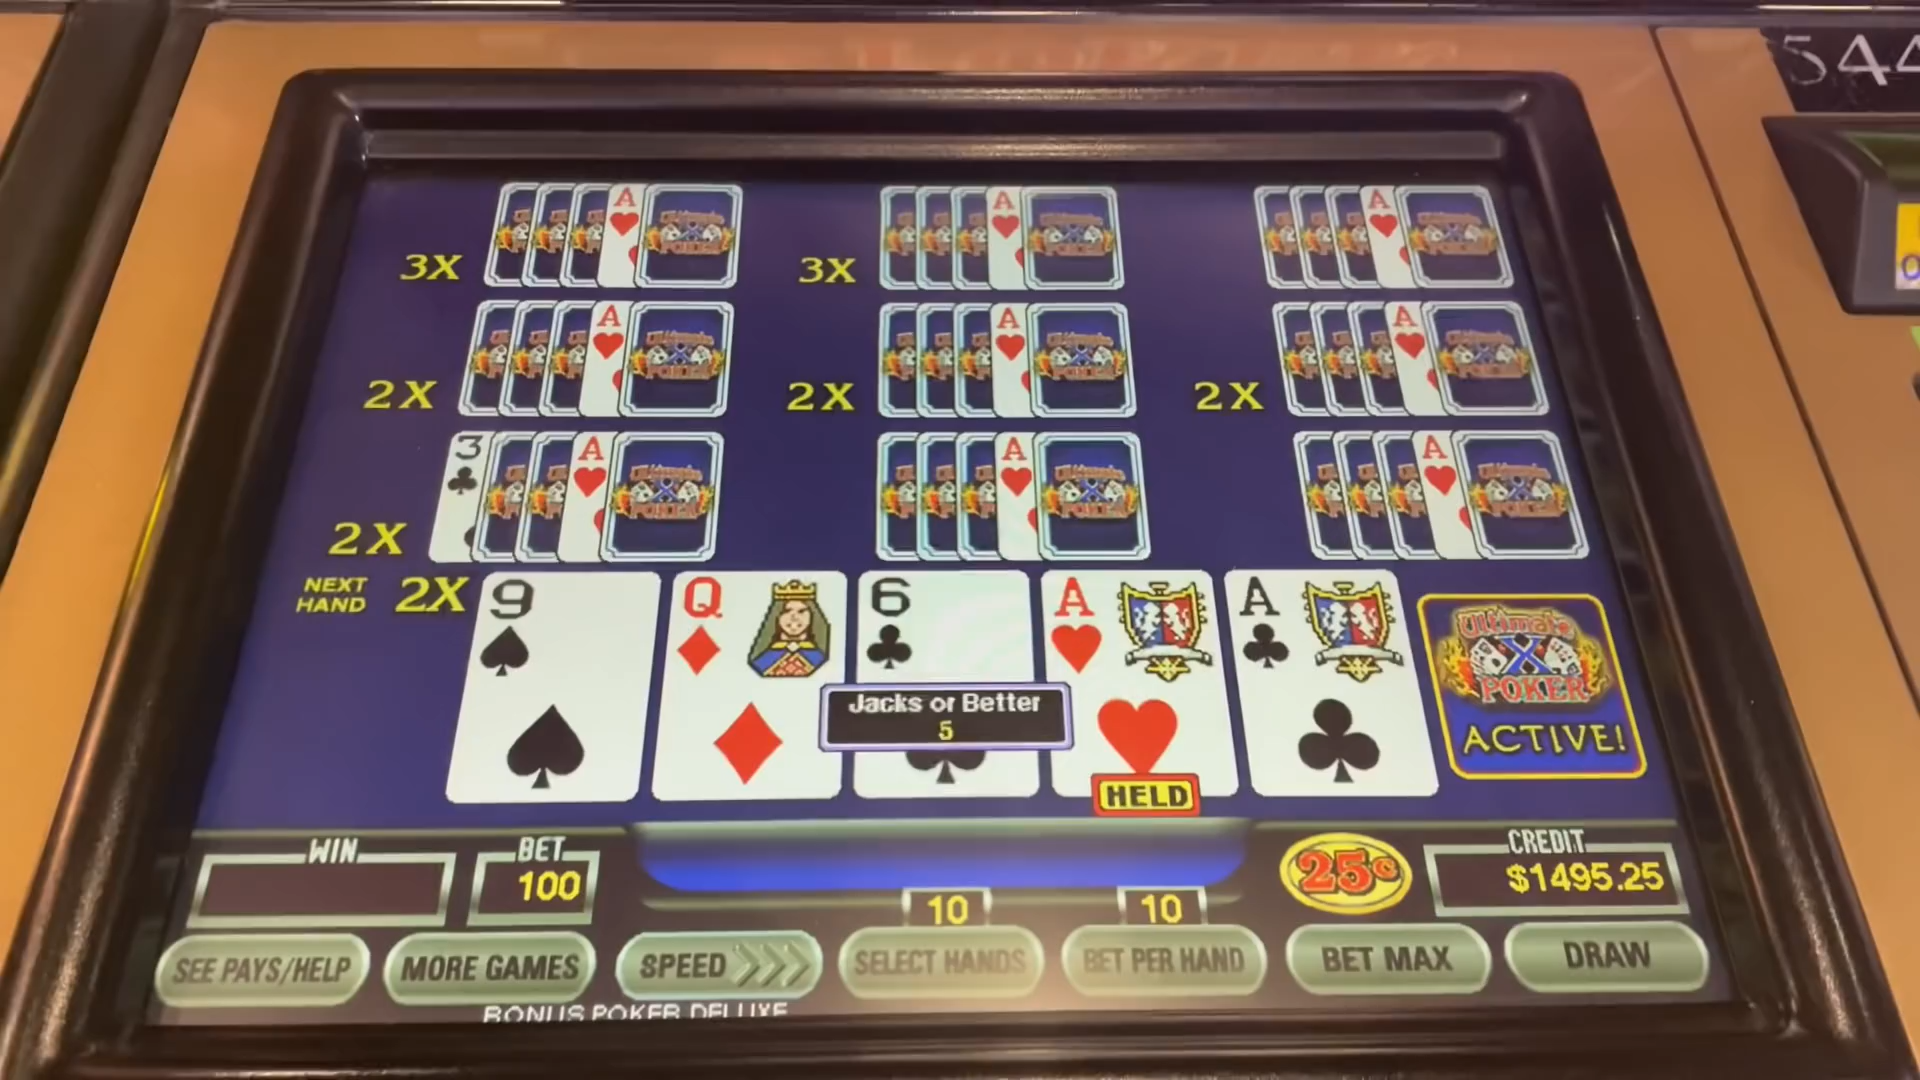 544
A
A
A
3X
3X
A
A
A
2X
2X
2X
3
A
A
A
2X
NEXT
HAND
2X
9
Q
6
A
A
Ultimate
X
POKER
ACTIVE!
Jacks or Better
5
HELD
WIN
BET
100
10
10
25¢
CREDIT
$1495.25
SEE PAYS/HELP
MORE GAMES
SPEED
SELECT HANDS
BET PER HAND
BET MAX
DRAW
BONUS POKER DELUXE